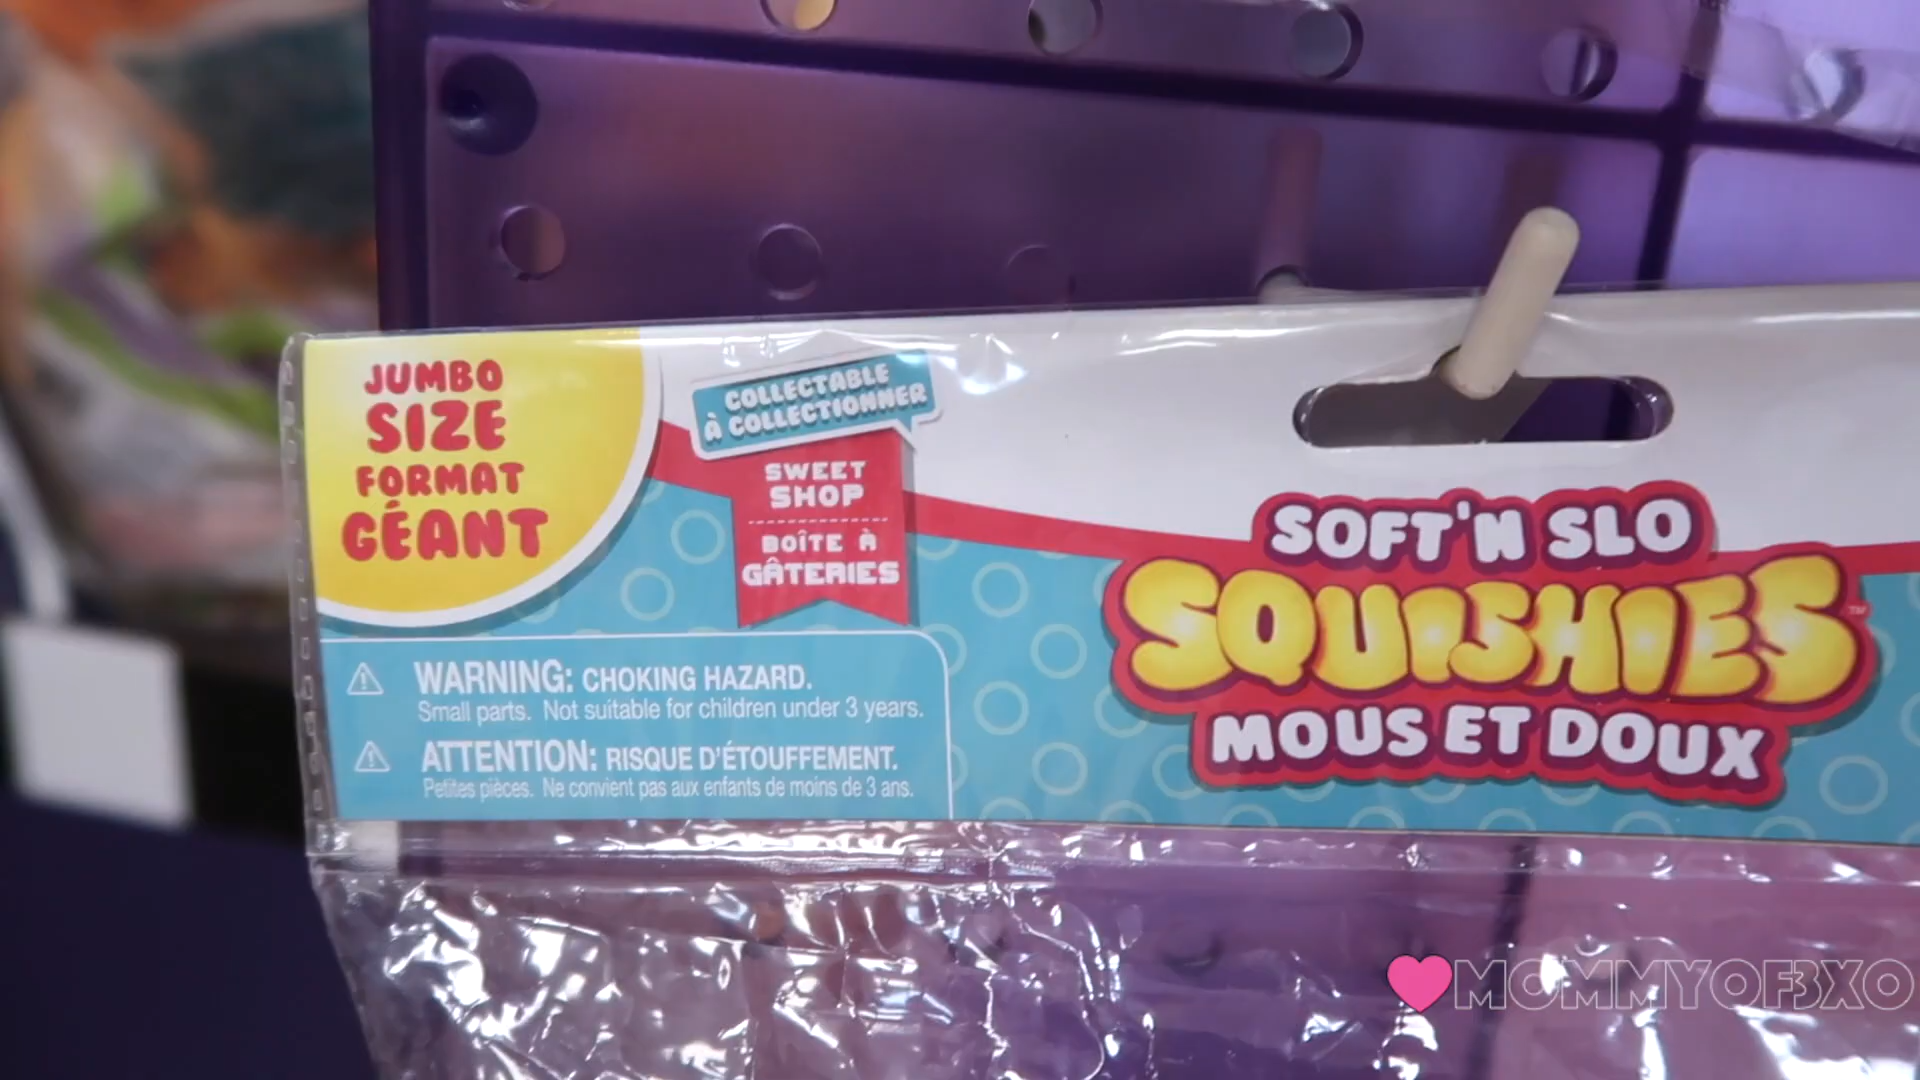 JUMBO
SIZE
FORMAT
GÉANT
COLLECTABLE
À COLLECTIONNER
SWEET
SHOP
BOÎTE À
GÂTERIES
WARNING: CHOKING HAZARD.
Small parts. Not suitable for children under 3 years.
ATTENTION: RISQUE D'ÉTOUFFEMENT.
Petites pièces. Ne convient pas aux enfants de moins de 3 ans.
SOFT'N SLO
SQUISHIES™
MOUS ET DOUX
MOMMYOF3XO